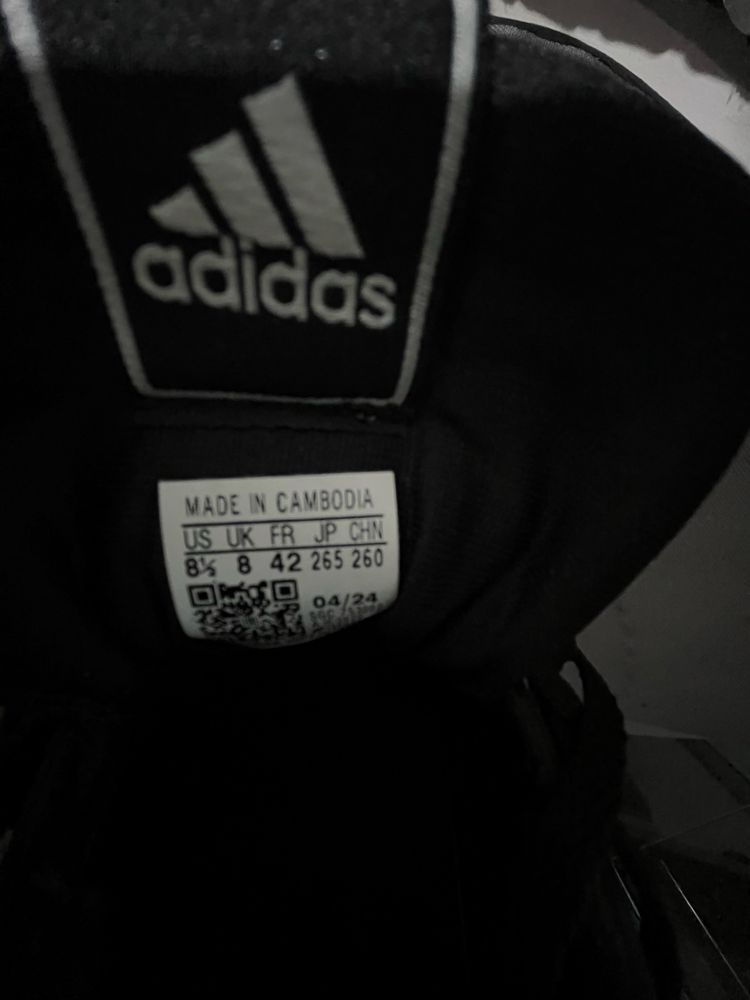 adidas
MADE IN CAMBODIA
US UK FR JP CHN
8½ 8 42 265 260
04/24